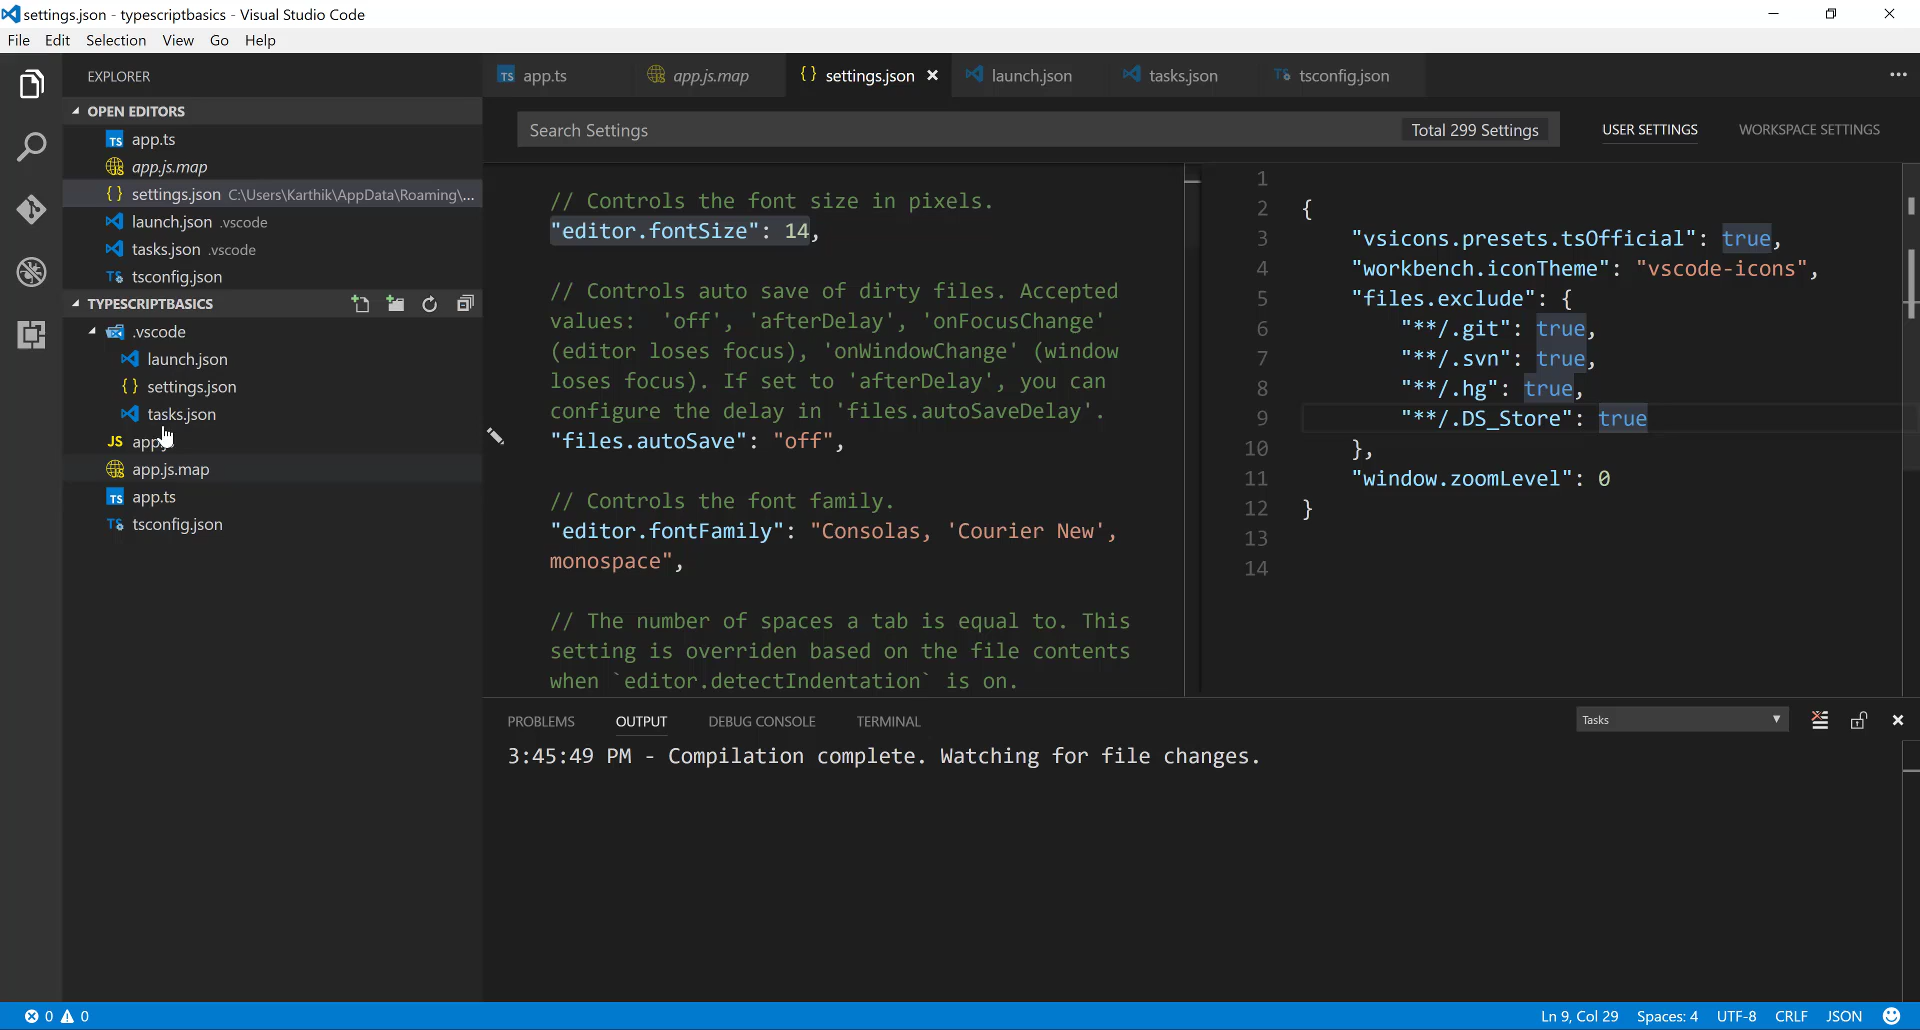 settings.json - typescriptbasics - Visual Studio Code
File Edit Selection View Go Help
EXPLORER
OPEN EDITORS
TS app.ts
app.js.map
{} settings.json C:\Users\Karthik\AppData\Roaming\...
launch.json .vscode
tasks.json .vscode
TS tsconfig.json
TYPESCRIPTBASICS
.vscode
launch.json
{} settings.json
tasks.json
JS app
app.js.map
TS app.ts
TS tsconfig.json
TS app.ts app.js.map {} settings.json launch.json tasks.json TS tsconfig.json
Search Settings Total 299 Settings USER SETTINGS WORKSPACE SETTINGS
// Controls the font size in pixels.
"editor.fontSize": 14,
// Controls auto save of dirty files. Accepted
values:  'off', 'afterDelay', 'onFocusChange'
(editor loses focus), 'onWindowChange' (window
loses focus). If set to 'afterDelay', you can
configure the delay in 'files.autoSaveDelay'.
"files.autoSave": "off",
// Controls the font family.
"editor.fontFamily": "Consolas, 'Courier New',
monospace",
// The number of spaces a tab is equal to. This
setting is overriden based on the file contents
when `editor.detectIndentation` is on.
1
2 {
3 "vsicons.presets.tsOfficial": true,
4 "workbench.iconTheme": "vscode-icons",
5 "files.exclude": {
6 "**/.git": true,
7 "**/.svn": true,
8 "**/.hg": true,
9 "**/.DS_Store": true
10 },
11 "window.zoomLevel": 0
12 }
13
14
PROBLEMS OUTPUT DEBUG CONSOLE TERMINAL Tasks
3:45:49 PM - Compilation complete. Watching for file changes.
0 0 Ln 9, Col 29 Spaces: 4 UTF-8 CRLF JSON